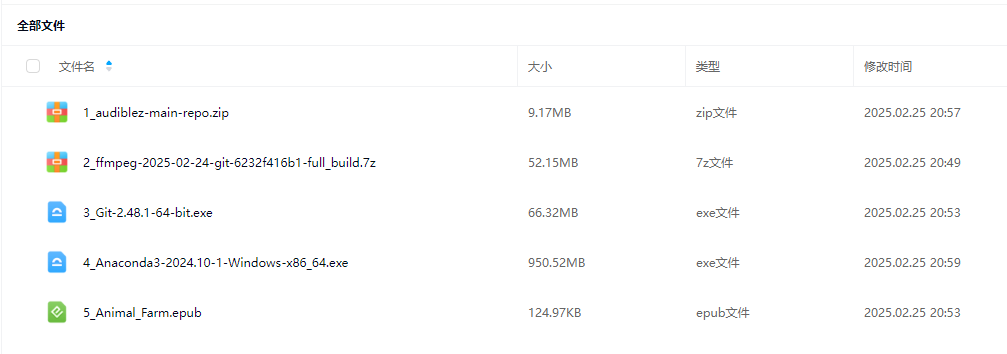 全部文件
文件名 大小 类型 修改时间
1_audiblez-main-repo.zip 9.17MB zip文件 2025.02.25 20:57
2_ffmpeg-2025-02-24-git-6232f416b1-full_build.7z 52.15MB 7z文件 2025.02.25 20:49
3_Git-2.48.1-64-bit.exe 66.32MB exe文件 2025.02.25 20:53
4_Anaconda3-2024.10-1-Windows-x86_64.exe 950.52MB exe文件 2025.02.25 20:59
5_Animal_Farm.epub 124.97KB epub文件 2025.02.25 20:53